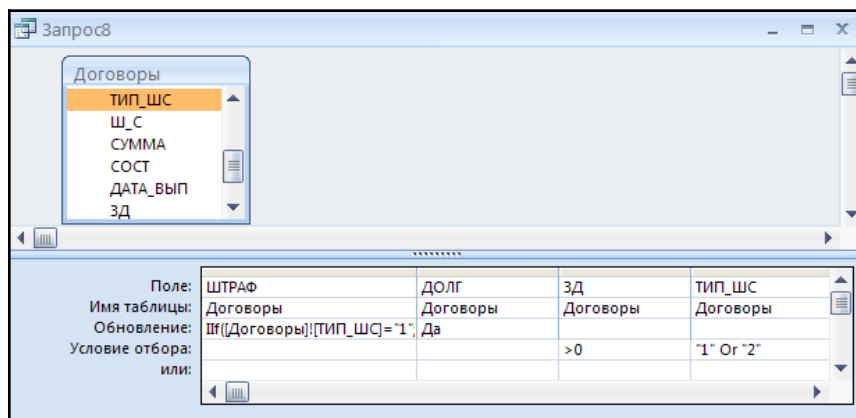 Запрос8
Договоры
ТИП_ШС
Ш_С
СУММА
СОСТ
ДАТА_ВЫП
ЗД
Поле: ШТРАФ ДОЛГ ЗД ТИП_ШС
Имя таблицы: Договоры Договоры Договоры Договоры
Обновление: IIf([Договоры]![ТИП_ШС]="1"; Да
Условие отбора: >0 "1" Or "2"
или: